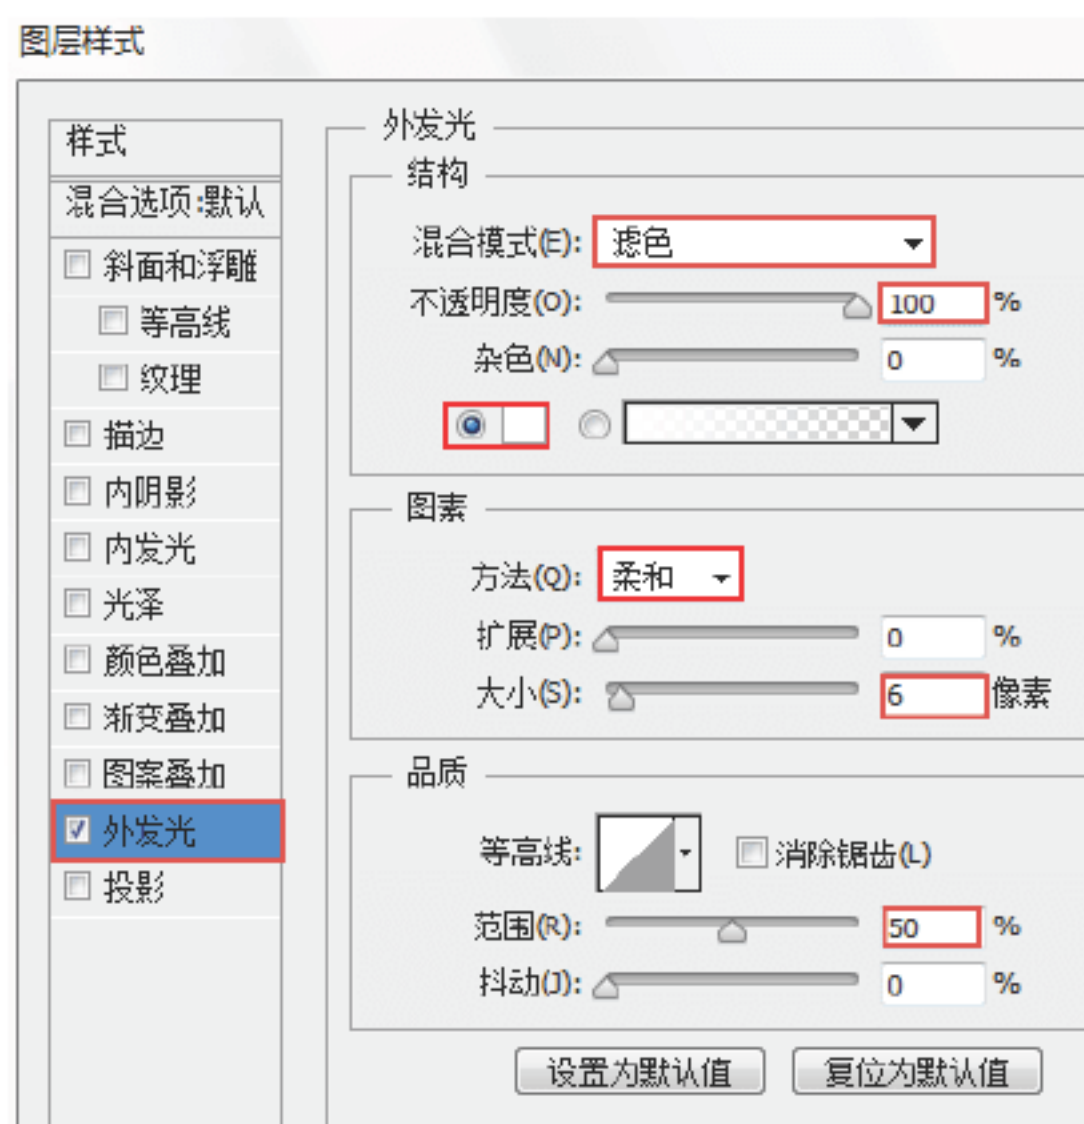 图层样式
样式
混合选项:默认
斜面和浮雕
等高线
纹理
描边
内阴影
内发光
光泽
颜色叠加
渐变叠加
图案叠加
外发光
投影
外发光
结构
混合模式(E): 滤色
不透明度(O): 100 %
杂色(N): 0 %
图素
方法(Q): 柔和
扩展(P): 0 %
大小(S): 6 像素
品质
等高线: 消除锯齿(L)
范围(R): 50 %
抖动(J): 0 %
设置为默认值 复位为默认值